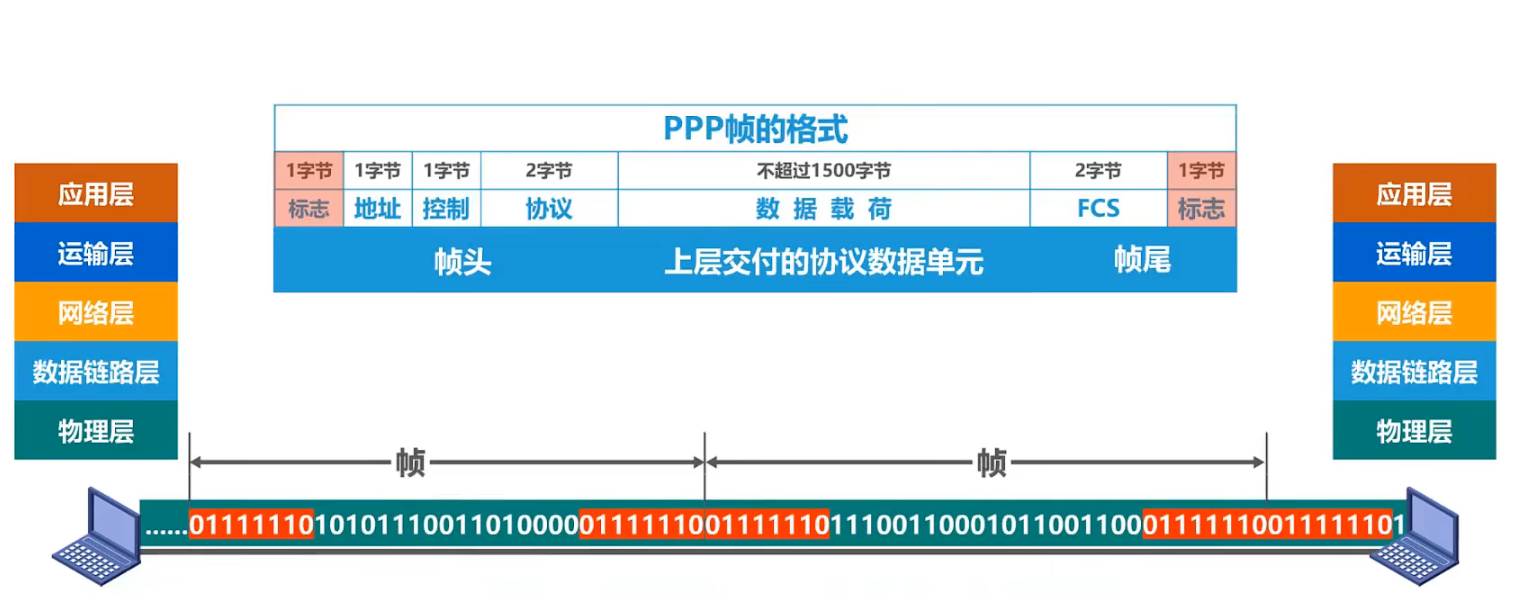 PPP帧的格式
1字节 1字节 1字节 2字节 不超过1500字节 2字节 1字节
标志 地址 控制 协议 数据载荷 FCS 标志
帧头 上层交付的协议数据单元 帧尾
应用层
运输层
网络层
数据链路层
物理层
应用层
运输层
网络层
数据链路层
物理层
帧 帧
......011111101010111001101000001111110011111101110011000101100110001111110011111101